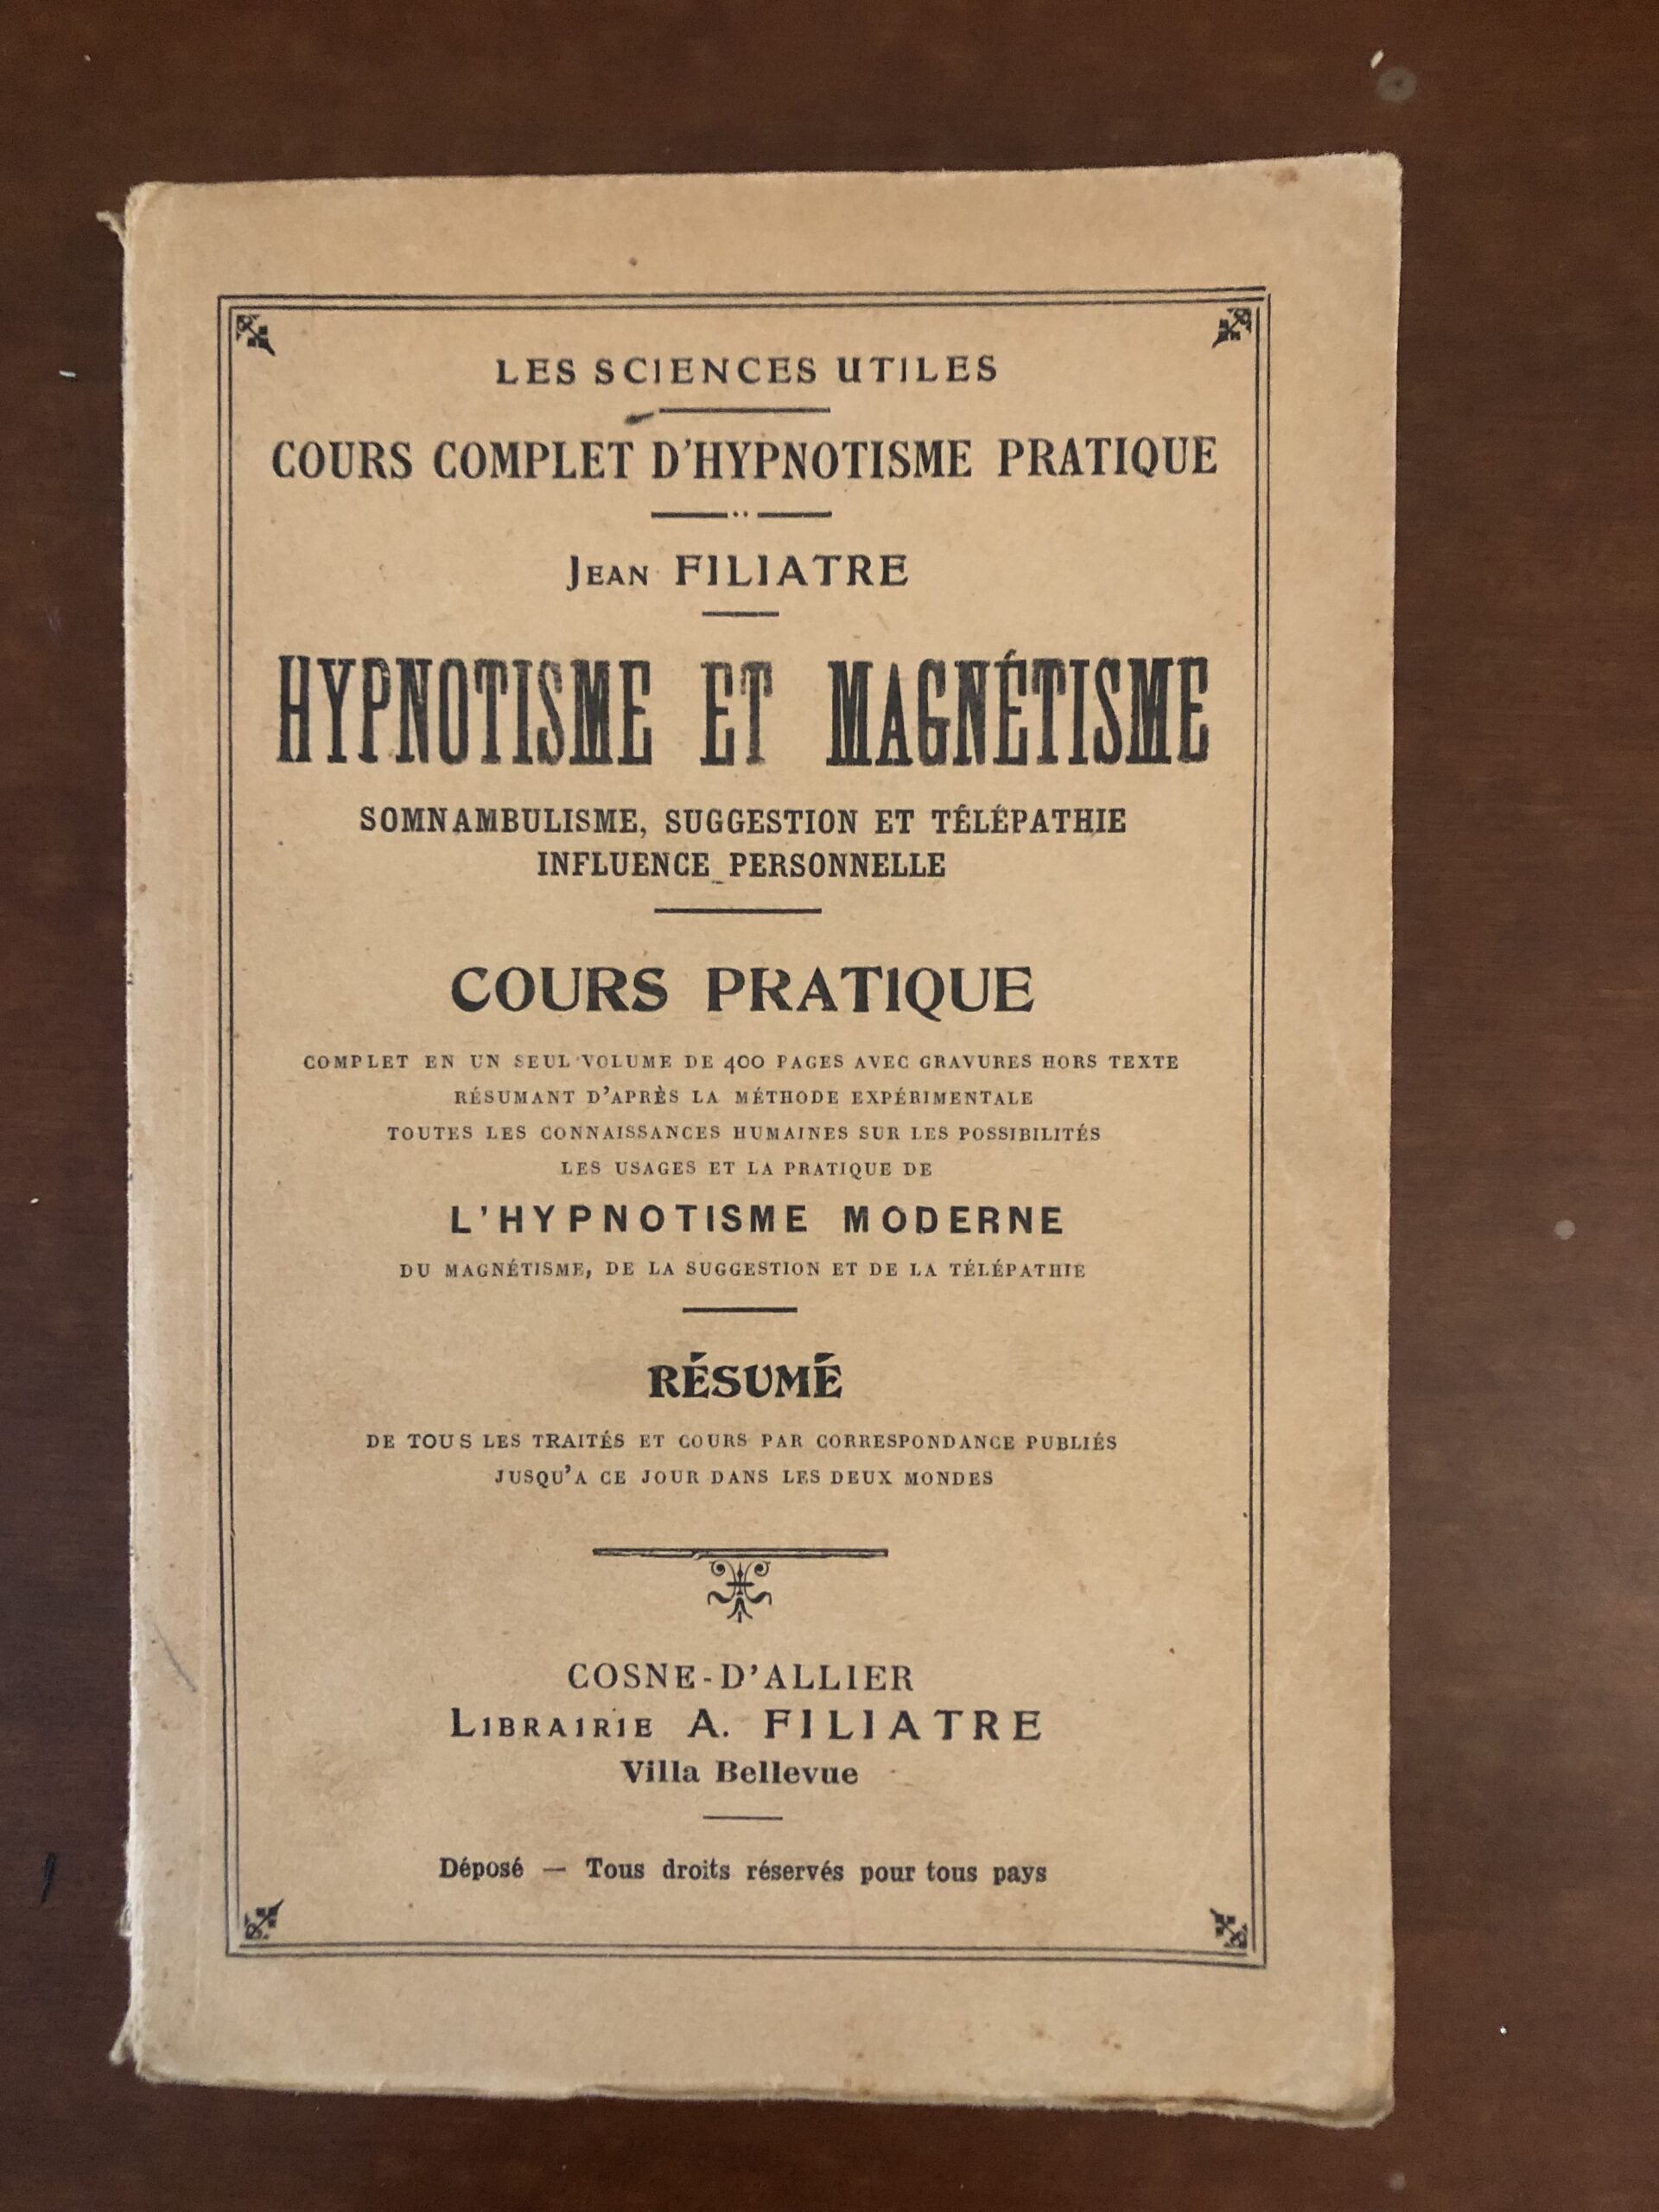 LES SCIENCES UTILES
COURS COMPLET D'HYPNOTISME PRATIQUE
JEAN FILIATRE
HYPNOTISME ET MAGNÉTISME
SOMNAMBULISME, SUGGESTION ET TÉLÉPATHIE
INFLUENCE PERSONNELLE
COURS PRATIQUE
COMPLET EN UN SEUL VOLUME DE 400 PAGES AVEC GRAVURES HORS TEXTE
RÉSUMANT D'APRÈS LA MÉTHODE EXPÉRIMENTALE
TOUTES LES CONNAISSANCES HUMAINES SUR LES POSSIBILITÉS
LES USAGES ET LA PRATIQUE DE
L'HYPNOTISME MODERNE
DU MAGNÉTISME, DE LA SUGGESTION ET DE LA TÉLÉPATHIE
RÉSUMÉ
DE TOUS LES TRAITÉS ET COURS PAR CORRESPONDANCE PUBLIÉS
JUSQU'A CE JOUR DANS LES DEUX MONDES
COSNE-D'ALLIER
LIBRAIRIE A. FILIATRE
Villa Bellevue
Déposé — Tous droits réservés pour tous pays